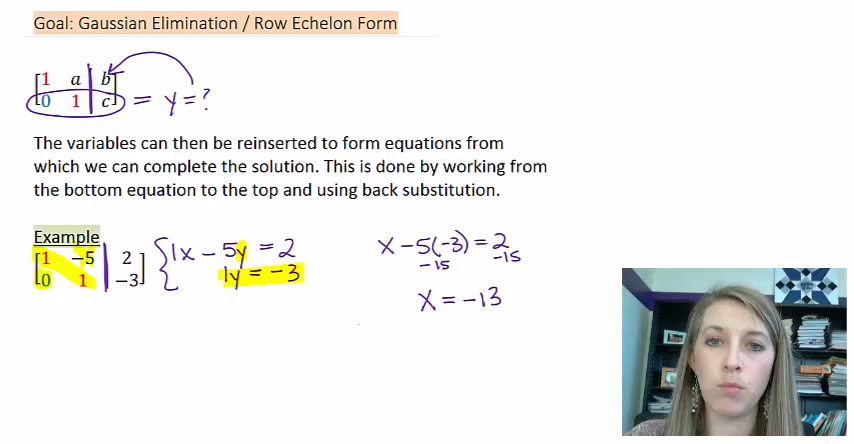 Goal: Gaussian Elimination / Row Echelon Form
[1 a | b]
[0 1 | c] = y = ?
The variables can then be reinserted to form equations from
which we can complete the solution. This is done by working from
the bottom equation to the top and using back substitution.
Example
[1 −5 | 2]
[0 1 | −3]
{1x − 5y = 2
1y = −3
x − 5(−3) = 2
−15 −15
x = −13